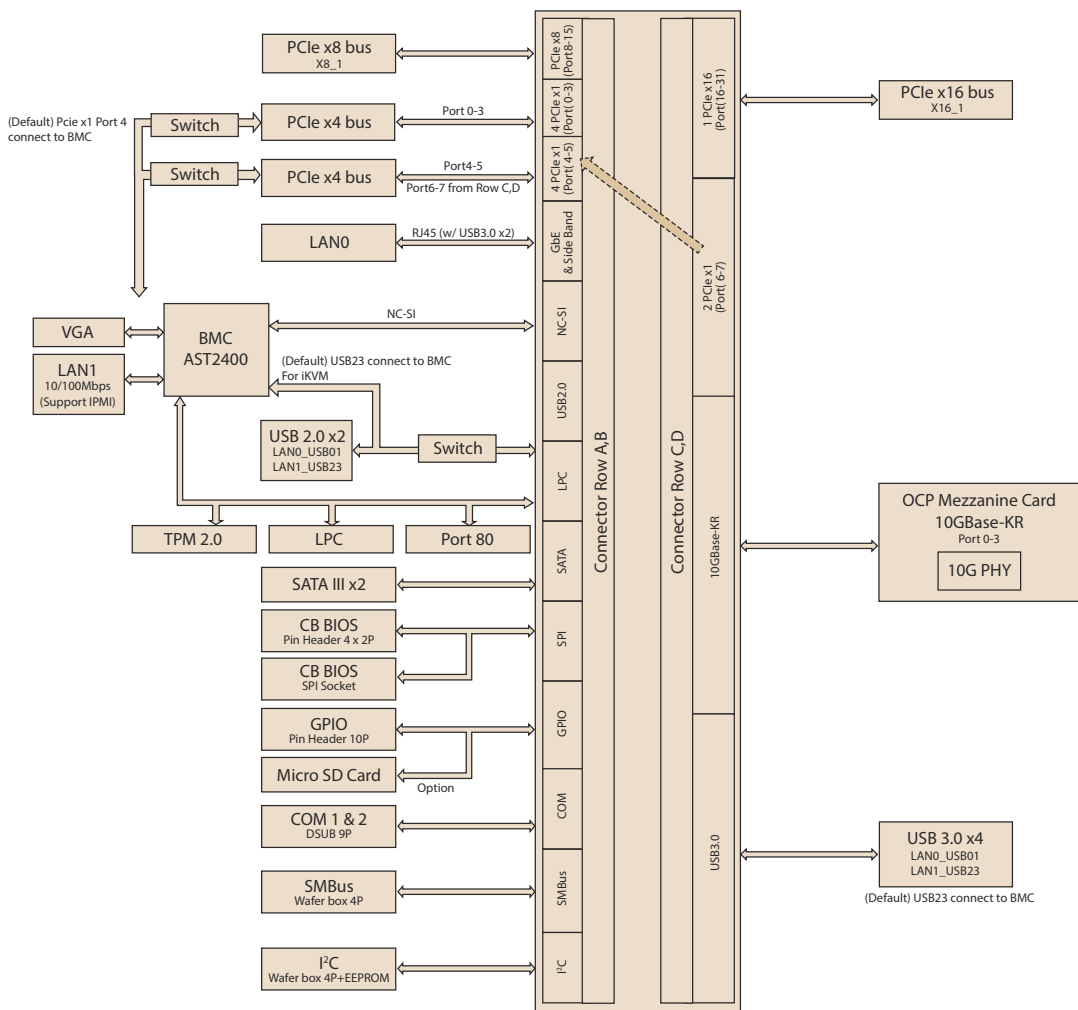 PCIe x8 bus
X8_1
(Default) Pcie x1 Port 4
connect to BMC
Switch
PCIe x4 bus
Port 0-3
Switch
PCIe x4 bus
Port4-5
Port6-7 from Row C,D
LAN0
RJ45 (w/ USB3.0 x2)
VGA
LAN1
10/100Mbps
(Support IPMI)
BMC
AST2400
NC-SI
(Default) USB23 connect to BMC
For iKVM
USB 2.0 x2
LAN0_USB01
LAN1_USB23
Switch
TPM 2.0
LPC
Port 80
SATA III x2
CB BIOS
Pin Header 4 x 2P
CB BIOS
SPI Socket
GPIO
Pin Header 10P
Micro SD Card
Option
COM 1 & 2
DSUB 9P
SMBus
Wafer box 4P
I²C
Wafer box 4P+EEPROM
PCIe x8
(Port8-15)
4 PCIe x1
(Port( 0-3)
4 PCIe x1
(Port( 4-5)
GbE
& Side Band
NC-SI
USB2.0
LPC
SATA
SPI
GPIO
COM
SMBus
I²C
Connector Row A,B
Connector Row C,D
1 PCIe x16
(Port(16-31)
2 PCIe x1
(Port( 6-7)
10GBase-KR
USB3.0
PCIe x16 bus
X16_1
OCP Mezzanine Card
10GBase-KR
Port 0-3
10G PHY
USB 3.0 x4
LAN0_USB01
LAN1_USB23
(Default) USB23 connect to BMC